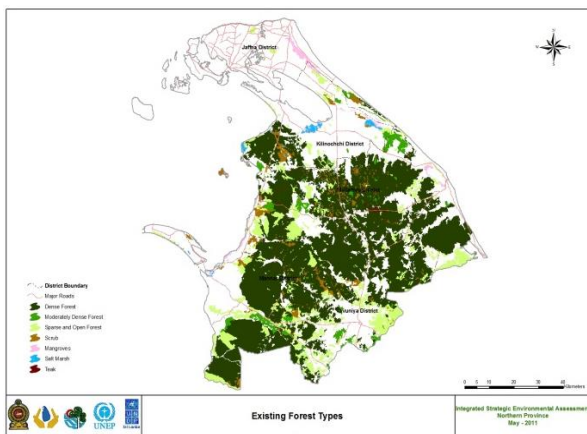 Jaffna District
Kilinochchi District
Vavuniya District
District Boundary
Major Roads
Dense Forest
Moderately Dense Forest
Sparse and Open Forest
Scrub
Mangroves
Salt Marsh
Teak
0 5 10 20 30 40
Kilometers
UNEP
Existing Forest Types
Integrated Strategic Environmental Assessment
Northern Province
May - 2011